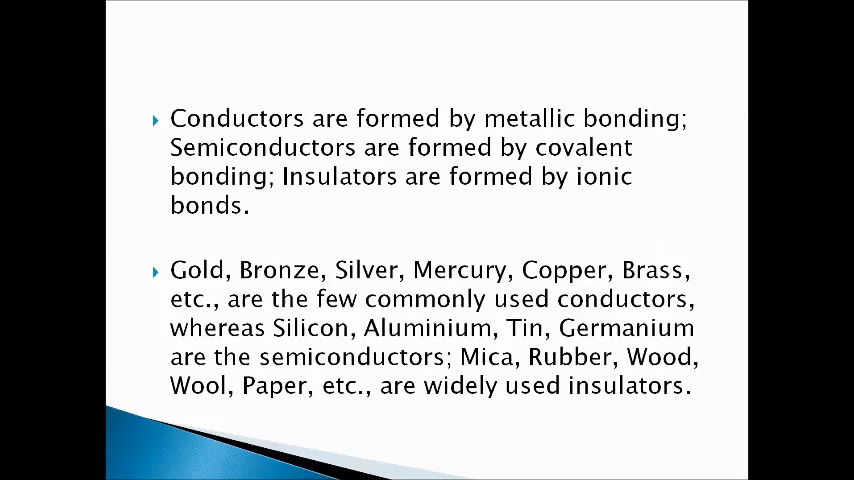 Conductors are formed by metallic bonding;
Semiconductors are formed by covalent
bonding; Insulators are formed by ionic
bonds.
Gold, Bronze, Silver, Mercury, Copper, Brass,
etc., are the few commonly used conductors,
whereas Silicon, Aluminium, Tin, Germanium
are the semiconductors; Mica, Rubber, Wood,
Wool, Paper, etc., are widely used insulators.